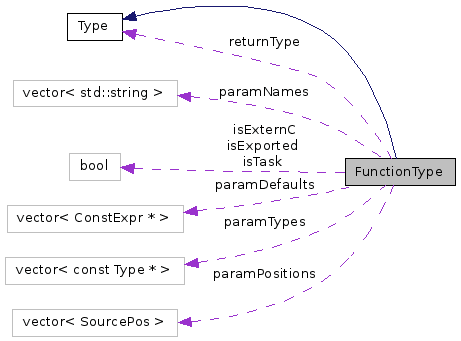 Type
returnType
vector< std::string >
paramNames
isExternC
isExported
isTask
bool
FunctionType
paramDefaults
vector< ConstExpr * >
paramTypes
vector< const Type * >
paramPositions
vector< SourcePos >